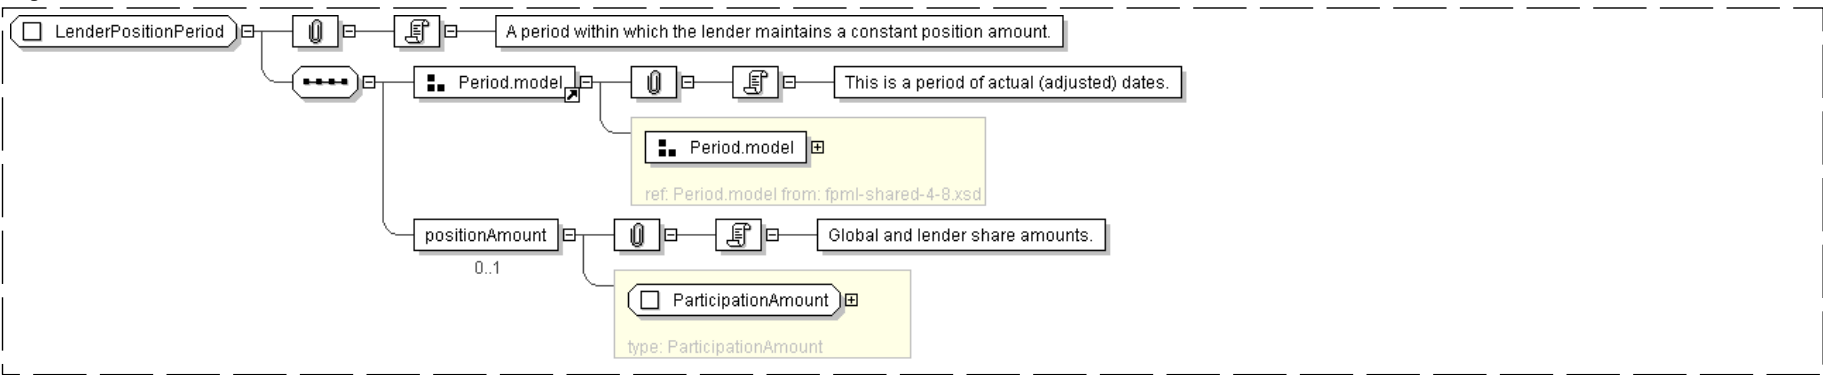 LenderPositionPeriod
A period within which the lender maintains a constant position amount.
Period.model
This is a period of actual (adjusted) dates.
Period.model
ref: Period.model from: fpml-shared-4-8.xsd
positionAmount
Global and lender share amounts.
0..1
ParticipationAmount
type: ParticipationAmount